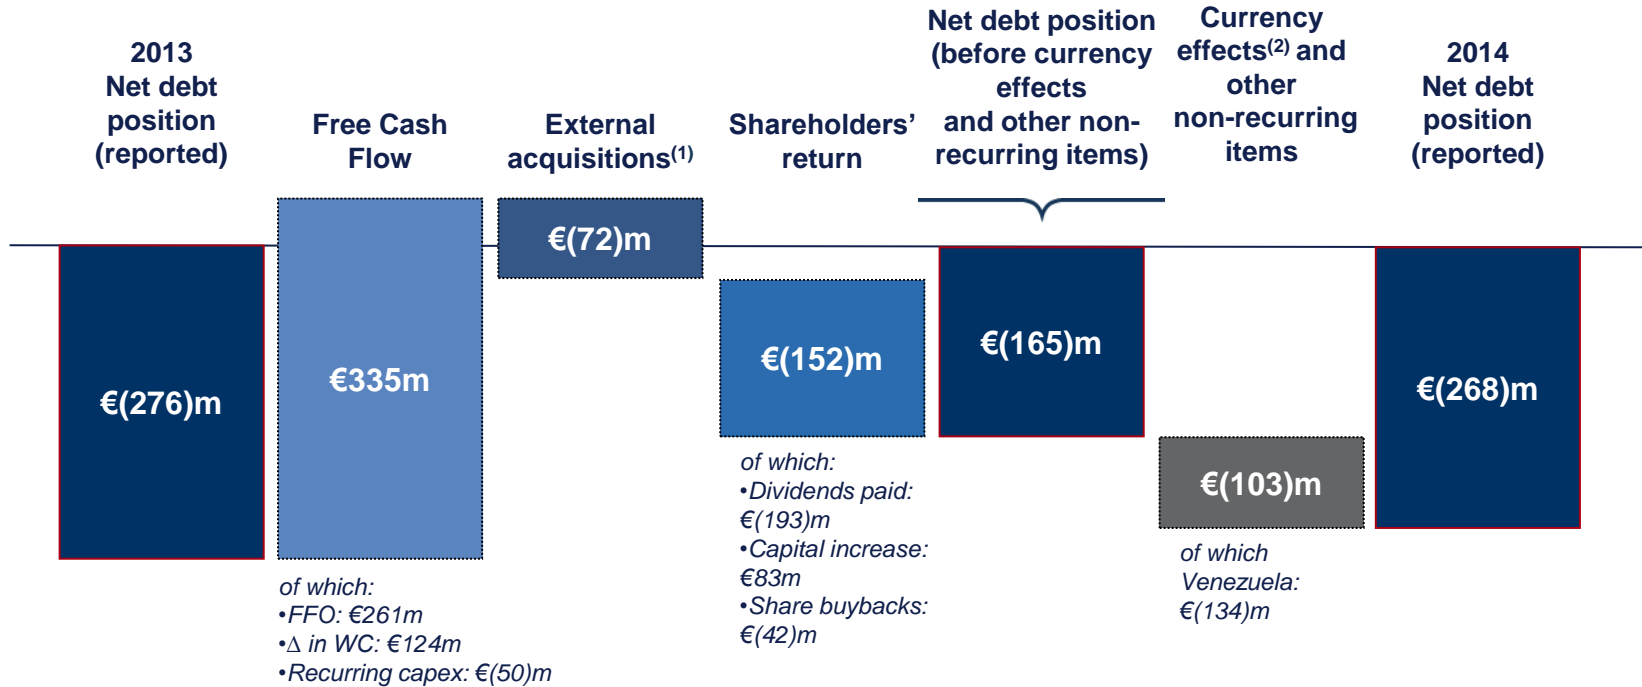 2013
Net debt
position
(reported)
Free Cash
Flow
External
acquisitions(1)
Shareholders’
return
Net debt position
(before currency
effects
and other non-
recurring items)
Currency
effects(2) and
other
non-recurring
items
2014
Net debt
position
(reported)
€(276)m
€335m
€(72)m
€(152)m
€(165)m
€(103)m
€(268)m
of which:
•FFO: €261m
•∆ in WC: €124m
•Recurring capex: €(50)m
of which:
•Dividends paid:
€(193)m
•Capital increase:
€83m
•Share buybacks:
€(42)m
of which
Venezuela:
€(134)m